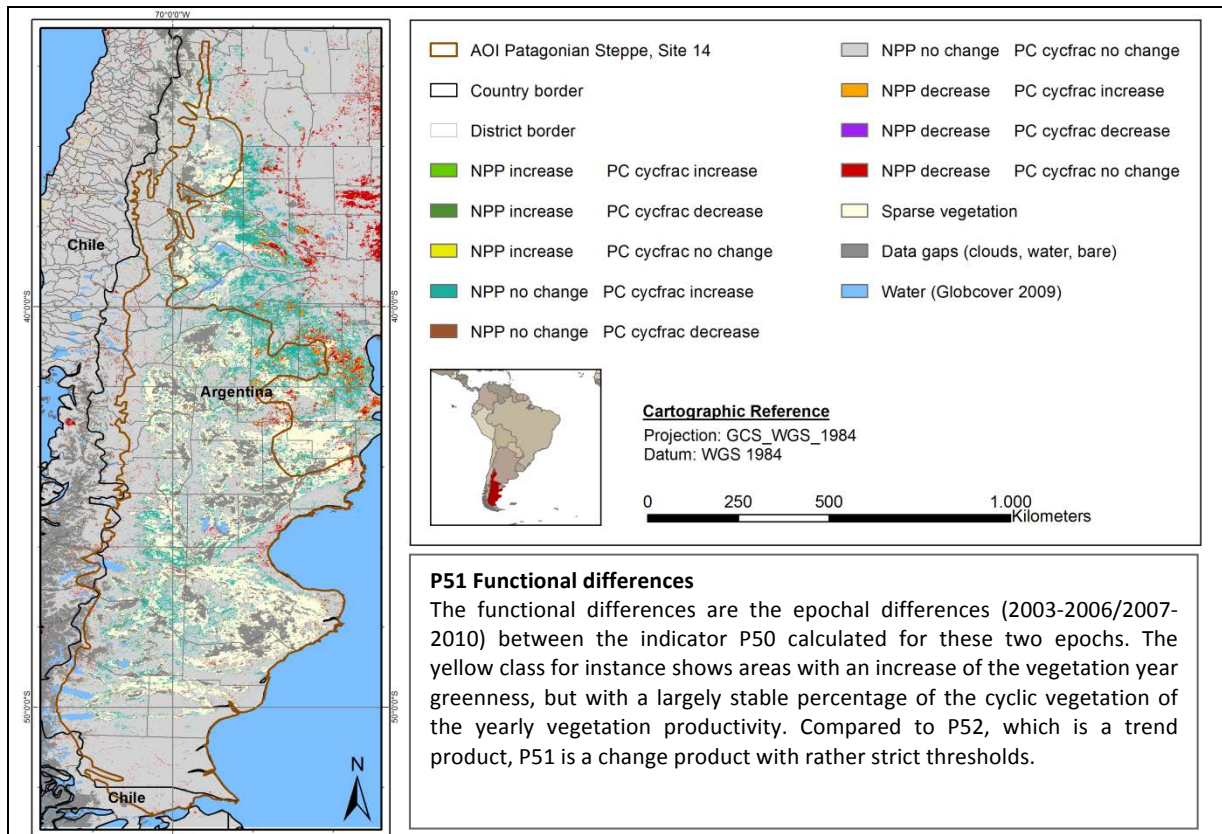 70°0'0"W
Chile
Argentina
Chile
40°0'0"S
40°0'0"S
50°0'0"S
50°0'0"S
N
AOI Patagonian Steppe, Site 14
Country border
District border
NPP increase PC cycfrac increase
NPP increase PC cycfrac decrease
NPP increase PC cycfrac no change
NPP no change PC cycfrac increase
NPP no change PC cycfrac decrease
NPP no change PC cycfrac no change
NPP decrease PC cycfrac increase
NPP decrease PC cycfrac decrease
NPP decrease PC cycfrac no change
Sparse vegetation
Data gaps (clouds, water, bare)
Water (Globcover 2009)
Cartographic Reference
Projection: GCS_WGS_1984
Datum: WGS 1984
0 250 500 1.000
Kilometers
P51 Functional differences
The functional differences are the epochal differences (2003-2006/2007-
2010) between the indicator P50 calculated for these two epochs. The
yellow class for instance shows areas with an increase of the vegetation year
greenness, but with a largely stable percentage of the cyclic vegetation of
the yearly vegetation productivity. Compared to P52, which is a trend
product, P51 is a change product with rather strict thresholds.